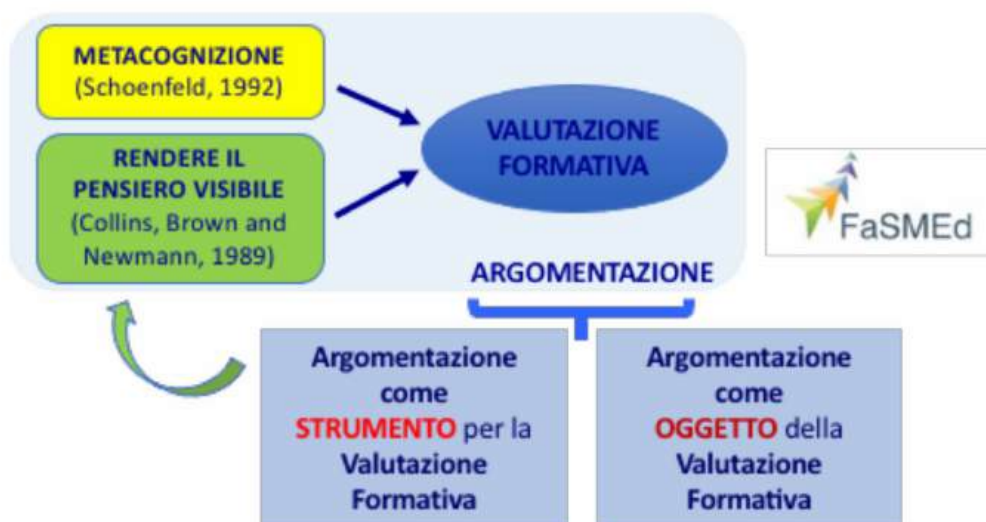 METACOGNIZIONE
(Schoenfeld, 1992)
RENDERE IL
PENSIERO VISIBILE
(Collins, Brown and
Newmann, 1989)
VALUTAZIONE
FORMATIVA
FaSMEd
ARGOMENTAZIONE
Argomentazione
come
STRUMENTO per la
Valutazione
Formativa
Argomentazione
come
OGGETTO della
Valutazione
Formativa